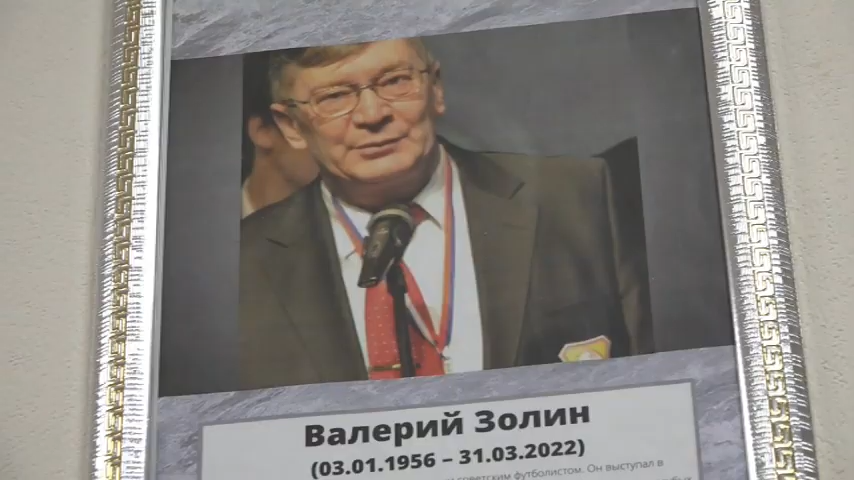 Валерий Золин
(03.01.1956 – 31.03.2022)
советским футболистом. Он выступал в